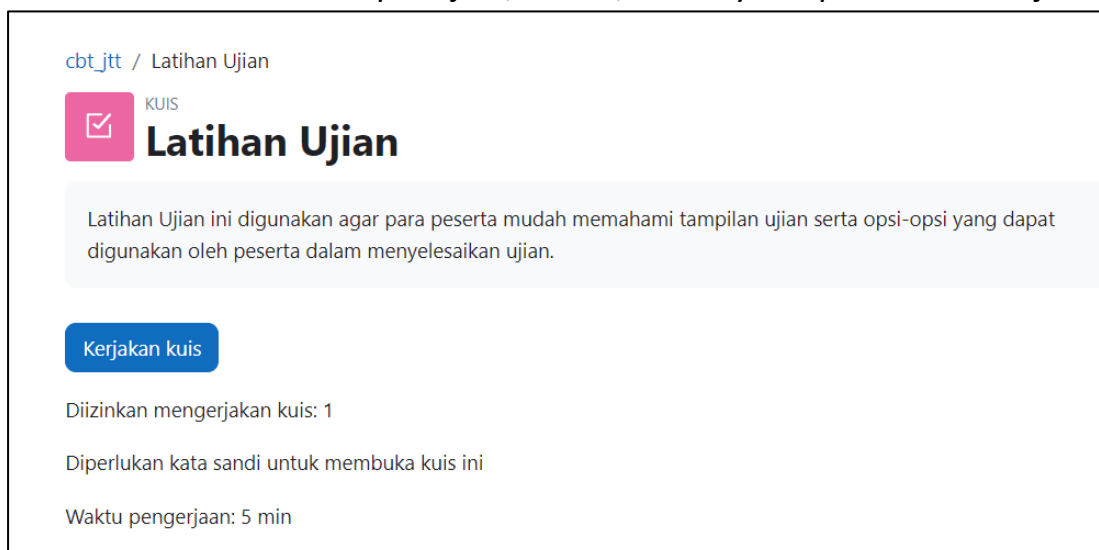 cbt_jtt / Latihan Ujian
KUIS
Latihan Ujian
Latihan Ujian ini digunakan agar para peserta mudah memahami tampilan ujian serta opsi-opsi yang dapat
digunakan oleh peserta dalam menyelesaikan ujian.
Kerjakan kuis
Diizinkan mengerjakan kuis: 1
Diperlukan kata sandi untuk membuka kuis ini
Waktu pengerjaan: 5 min